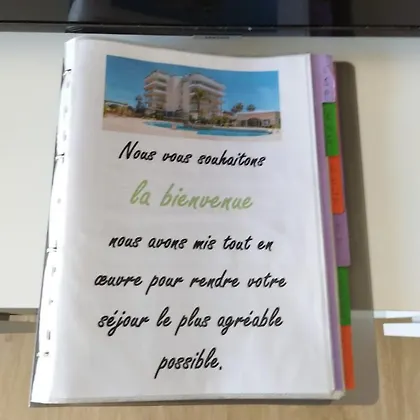 Nous vous souhaitons
la bienvenue
nous avons mis tout en
œuvre pour rendre votre
séjour le plus agréable
possible.